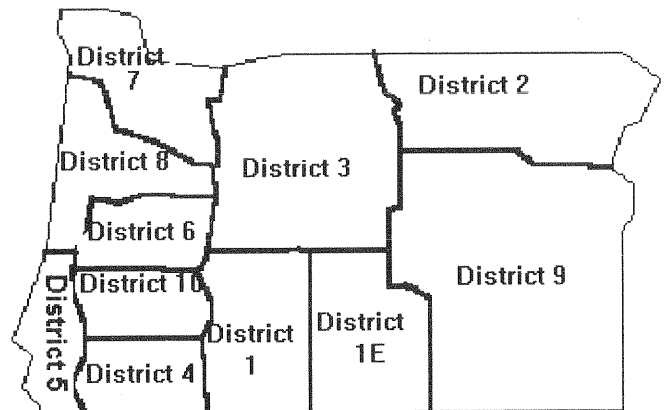 District
7
District 2
District 8
District 3
District 6
District 9
District 10
District 5
District
1
District
1E
District 4